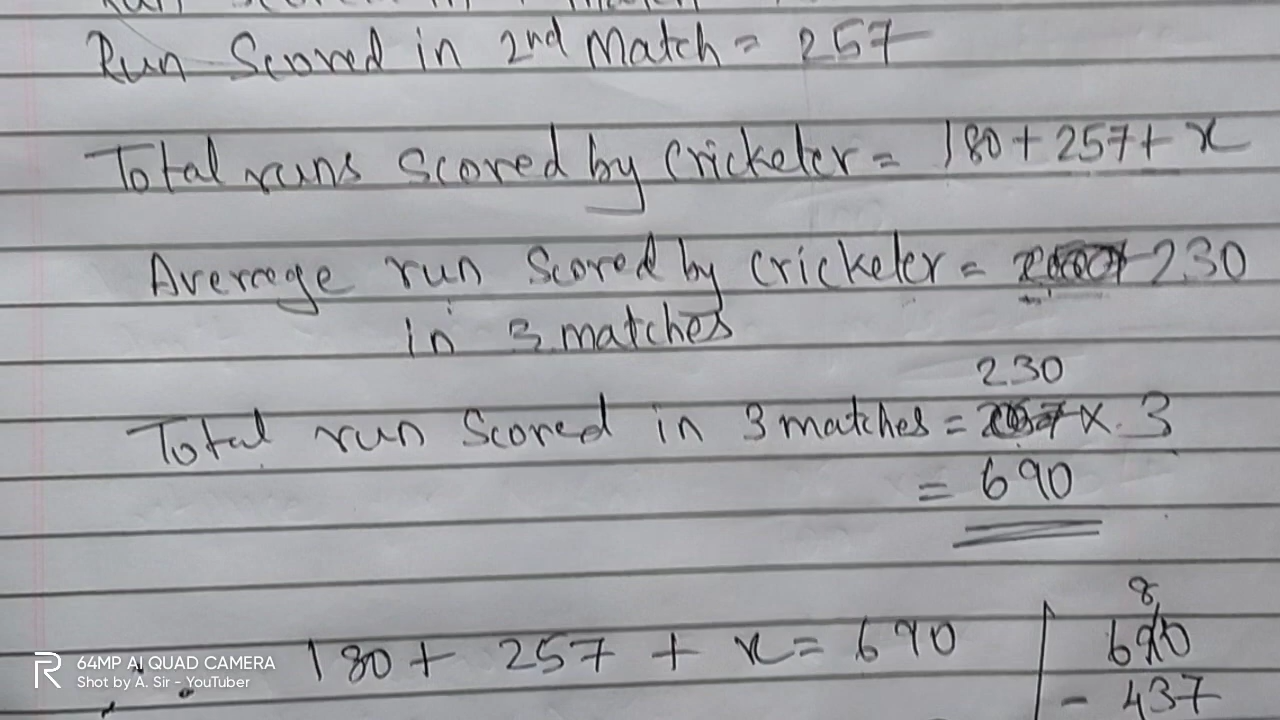 Run Scored in 2nd Match = 257
Total runs scored by cricketer = 180 + 257 + x
Average run scored by cricketer = 230
in 3 matches
230
Total run scored in 3 matches = x 3
= 690
8
180 + 257 + x = 690
690
- 437
64MP AI QUAD CAMERA
Shot by A. Sir - YouTuber